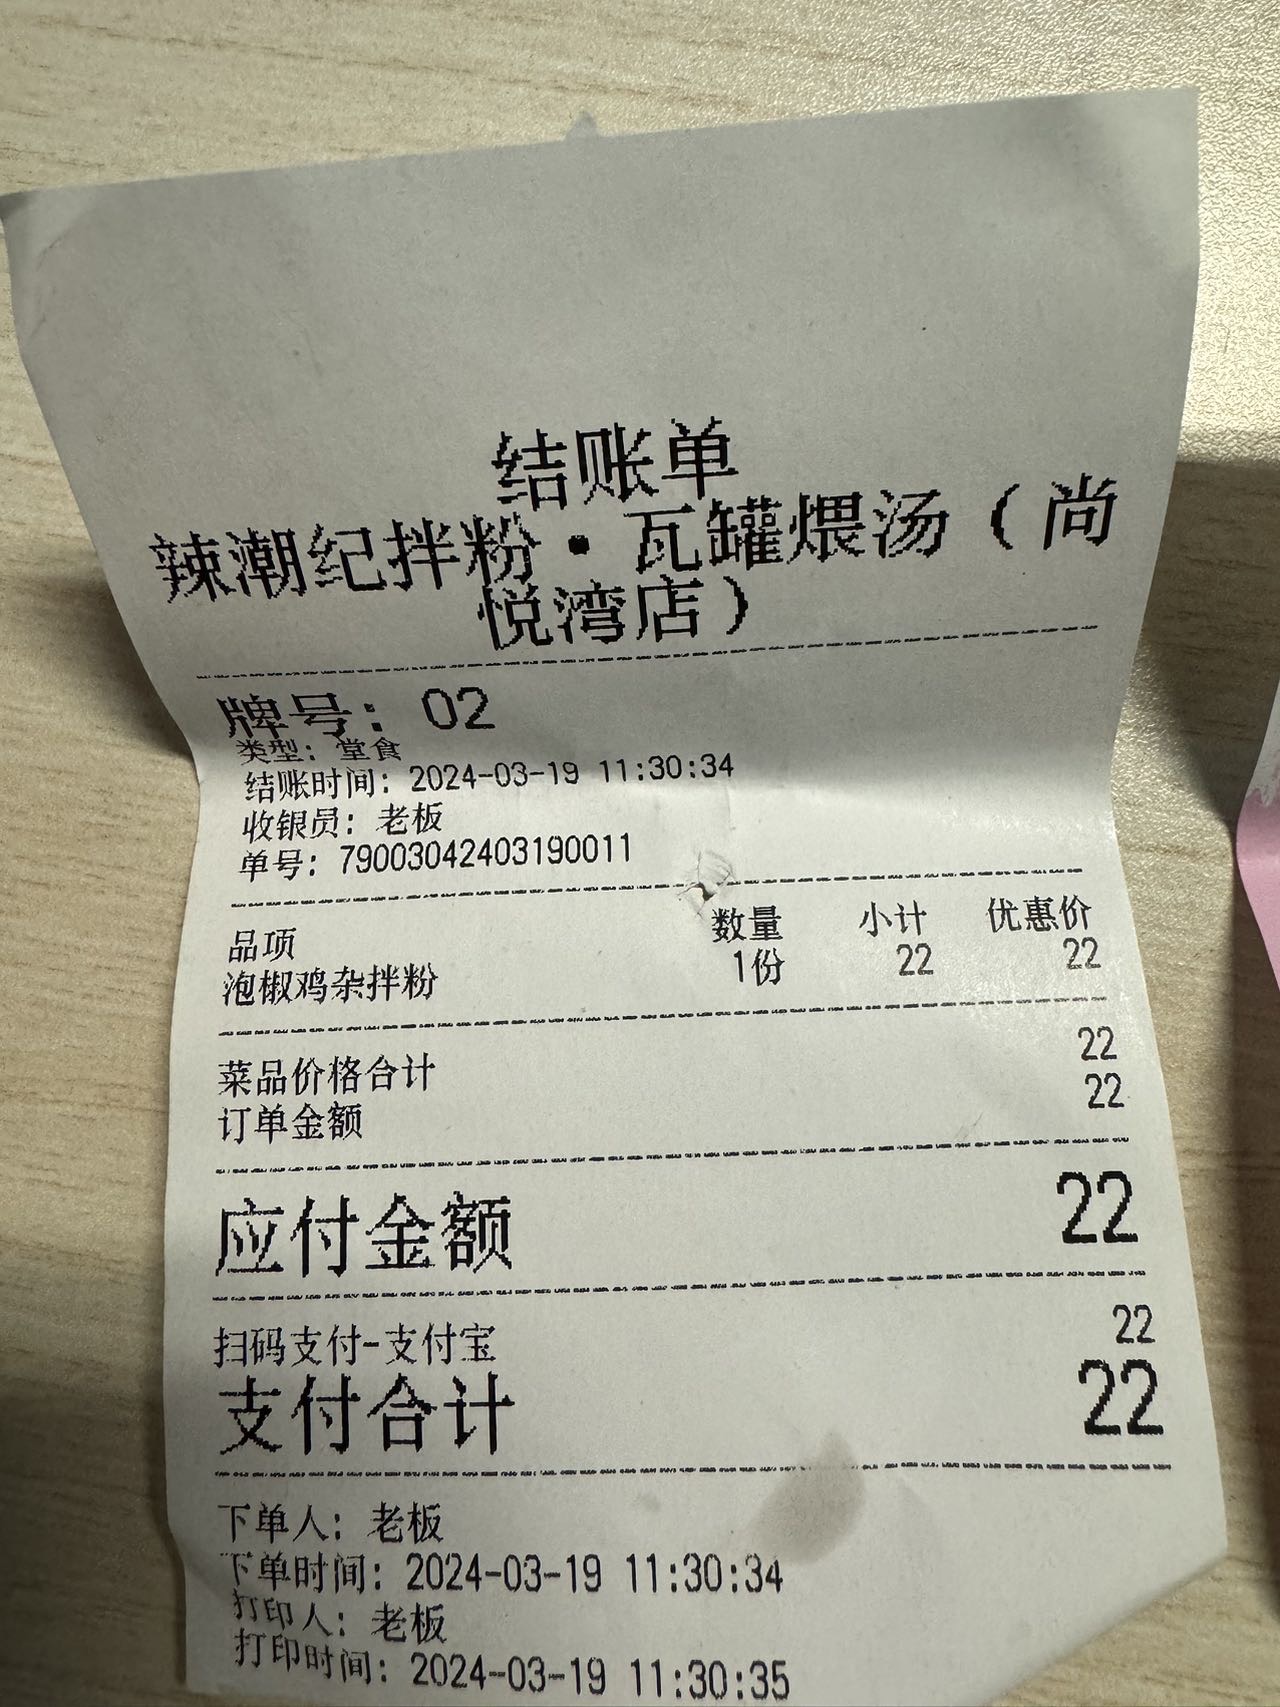 结账单
辣潮纪拌粉·瓦罐煨汤（尚
悦湾店）
牌号：02
类型：堂食
结账时间：2024-03-19 11:30:34
收银员：老板
单号：79003042403190011
品项 数量 小计 优惠价
泡椒鸡杂拌粉 1份 22 22
菜品价格合计 22
订单金额 22
应付金额 22
扫码支付-支付宝 22
支付合计 22
下单人：老板
下单时间：2024-03-19 11:30:34
打印人：老板
打印时间：2024-03-19 11:30:35